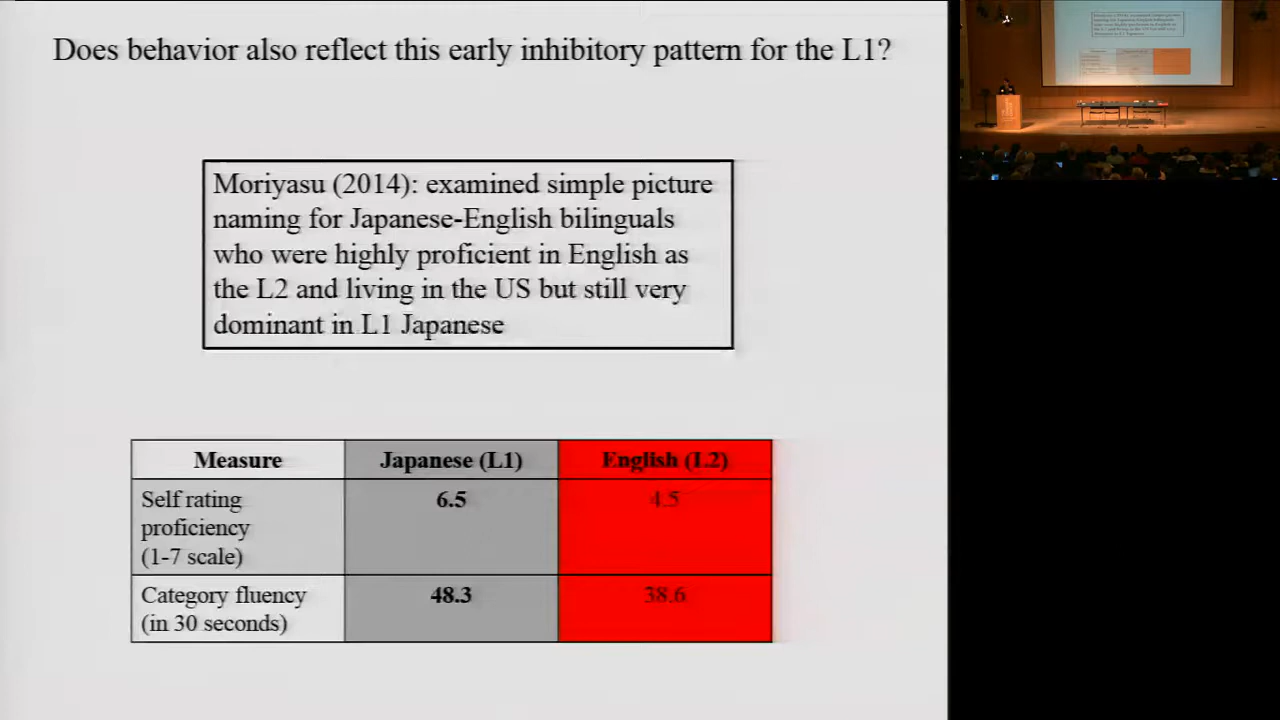 Does behavior also reflect this early inhibitory pattern for the L1?
Moriyasu (2014): examined simple picture
naming for Japanese-English bilinguals
who were highly proficient in English as
the L2 and living in the US but still very
dominant in L1 Japanese
Measure
Japanese (L1)
English (L2)
Self rating
proficiency
(1-7 scale)
6.5
4.5
Category fluency
(in 30 seconds)
48.3
38.6